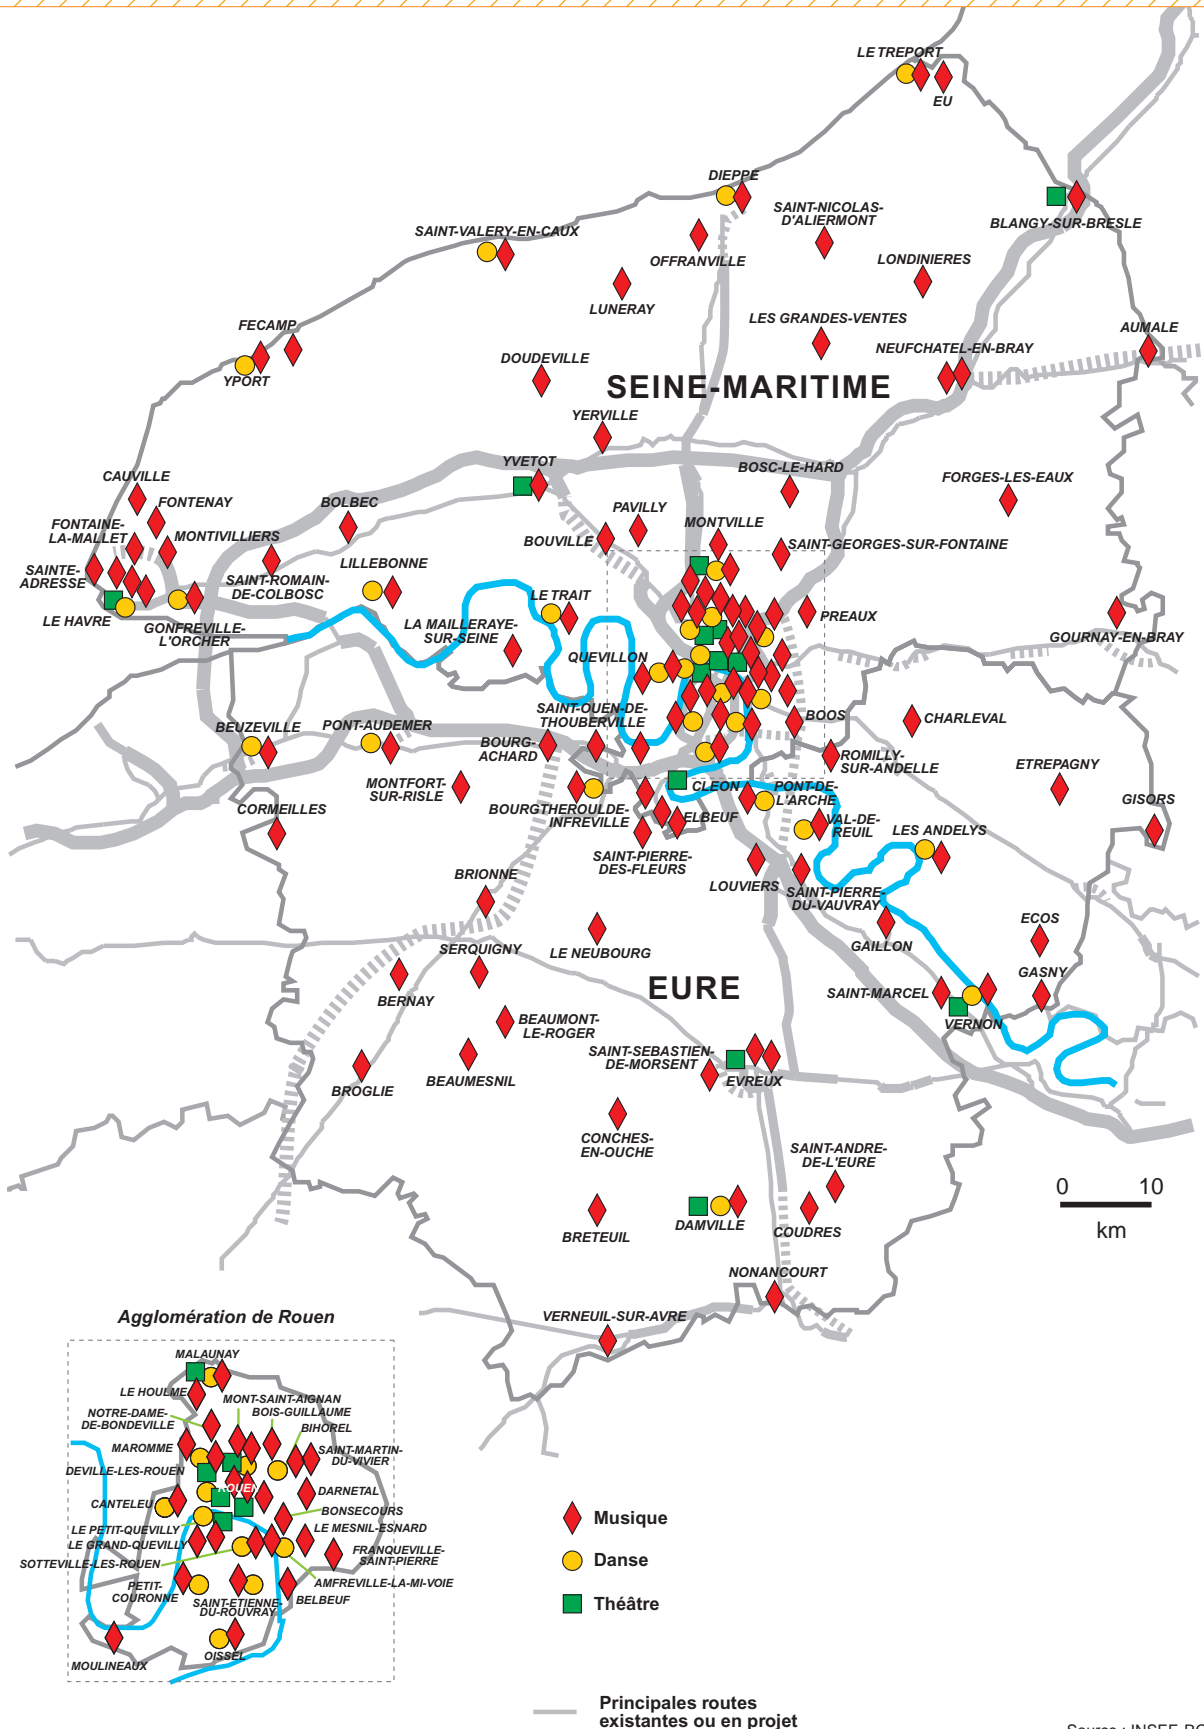 LE TREPORT
EU
DIEPPE
SAINT-NICOLAS-
D'ALIERMONT
BLANGY-SUR-BRESLE
SAINT-VALERY-EN-CAUX
OFFRANVILLE
LONDINIERES
LUNERAY
LES GRANDES-VENTES
FECAMP
AUMALE
NEUFCHATEL-EN-BRAY
DOUDEVILLE
YPORT
SEINE-MARITIME
YERVILLE
YVETOT
BOSC-LE-HARD
CAUVILLE
FORGES-LES-EAUX
FONTENAY
BOLBEC
PAVILLY
FONTAINE-
LA-MALLET
MONTIVILLIERS
MONTVILLE
BOUVILLE
SAINT-GEORGES-SUR-FONTAINE
SAINTE-
ADRESSE
SAINT-ROMAIN-
DE-COLBOSC
LILLEBONNE
LE TRAIT
LE HAVRE
GONFREVILLE-
L'ORCHER
LA MAILLERAYE-
SUR-SEINE
PREAUX
GOURNAY-EN-BRAY
QUEVILLON
SAINT-OUEN-DE-
THOUBERVILLE
BOOS
CHARLEVAL
BEUZEVILLE
PONT-AUDEMER
BOURG-
ACHARD
ROMILLY-
SUR-ANDELLE
ETREPAGNY
MONTFORT-
SUR-RISLE
CLEON
PONT-DE-
L'ARCHE
GISORS
CORMEILLES
BOURGTHEROULDE-
INFREVILLE
ELBEUF
VAL-DE-
REUIL
LES ANDELYS
SAINT-PIERRE-
DES-FLEURS
LOUVIERS
SAINT-PIERRE-
DU-VAUVRAY
BRIONNE
ECOS
GAILLON
LE NEUBOURG
SERQUIGNY
GASNY
EURE
BERNAY
SAINT-MARCEL
VERNON
BEAUMONT-
LE-ROGER
SAINT-SEBASTIEN-
DE-MORSENT
BEAUMESNIL
EVREUX
BROGLIE
CONCHES-
EN-OUCHE
SAINT-ANDRE-
DE-L'EURE
0 10
km
DAMVILLE
COUDRES
BRETEUIL
NONANCOURT
VERNEUIL-SUR-AVRE
Agglomération de Rouen
MALAUNAY
LE HOULME
MONT-SAINT-AIGNAN
NOTRE-DAME-
DE-BONDEVILLE
BOIS-GUILLAUME
BIHOREL
MAROMME
SAINT-MARTIN-
DU-VIVIER
DEVILLE-LES-ROUEN
ROUEN
DARNETAL
CANTELEU
BONSECOURS
LE PETIT-QUEVILLY
LE MESNIL-ESNARD
LE GRAND-QUEVILLY
FRANQUEVILLE-
SAINT-PIERRE
SOTTEVILLE-LES-ROUEN
AMFREVILLE-LA-MI-VOIE
PETIT-
COURONNE
BELBEUF
SAINT-ETIENNE-
DU-ROUVRAY
OISSEL
MOULINEAUX
Musique
Danse
Théâtre
Principales routes
existantes ou en projet
Source : INSEE